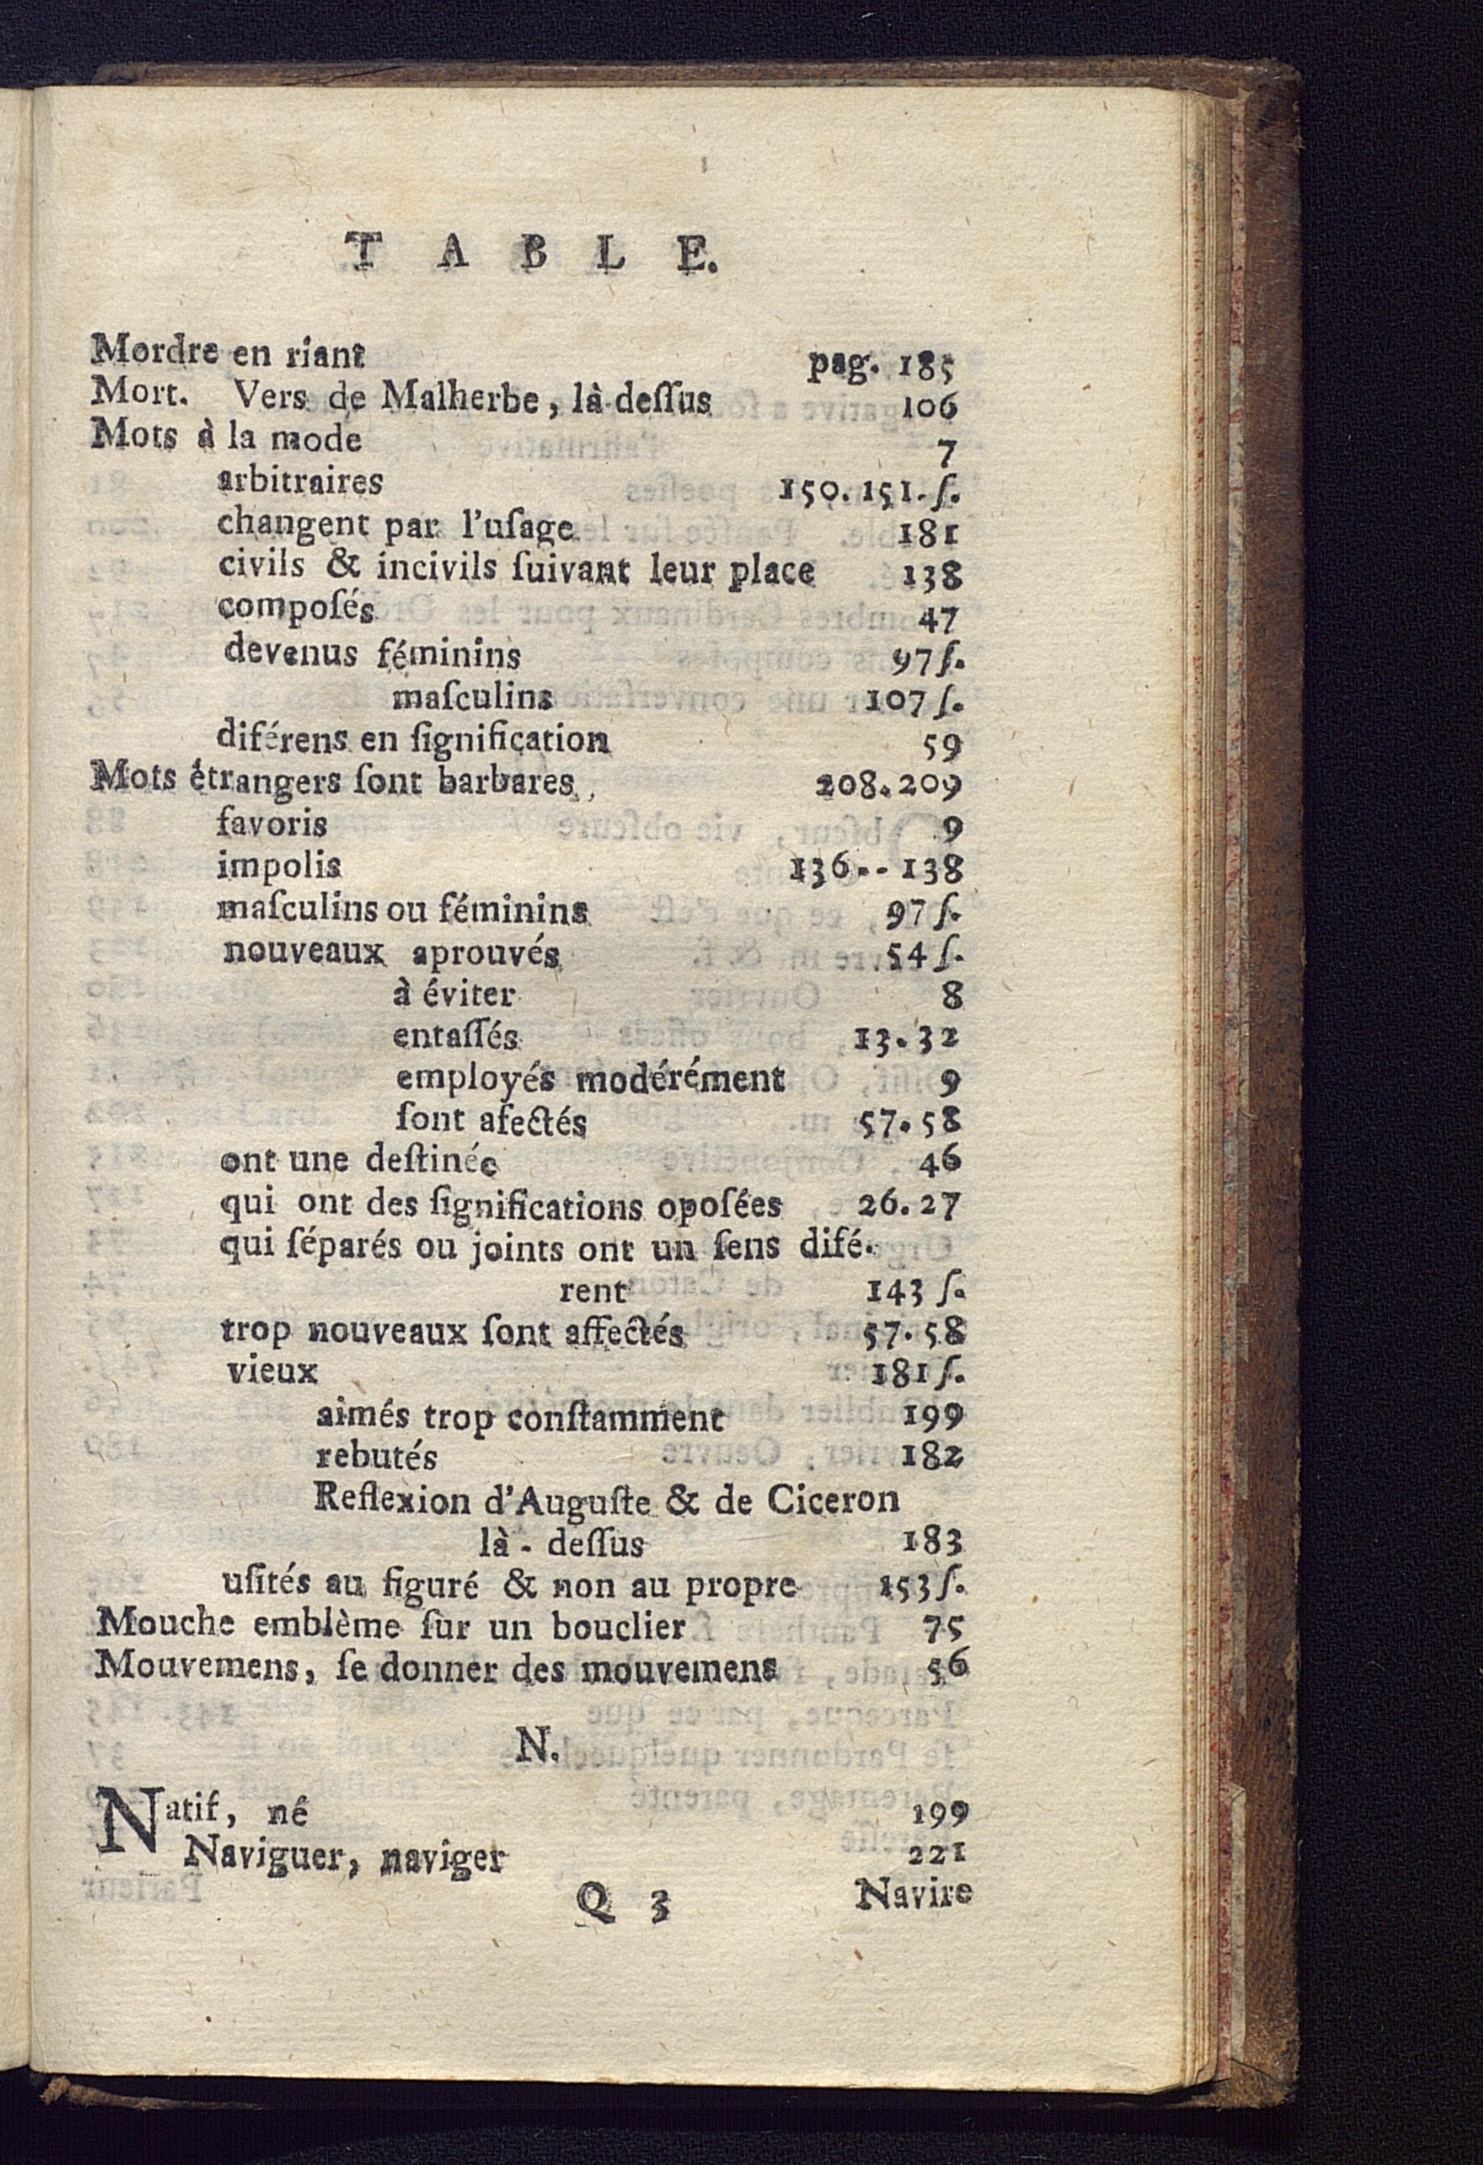 TABLE.
Mordre en riant pag. 185
Mort. Vers de Malherbe, là-deſſus 106
Mots à la mode 7
arbitraires 150. 151. ſ.
changent par l'uſage 181
civils & incivils ſuivant leur place 138
compoſés 47
devenus féminins 97 ſ.
maſculins 107 ſ.
diférens en ſignification 59
Mots étrangers ſont barbares, 208. 209
favoris 9
impolis 136.- 138
maſculins ou féminins 97 ſ.
nouveaux aprouvés 54 ſ.
à éviter 8
entaſſés 13. 32
employés modérément 9
ſont afectés 57. 58
ont une deſtinée 46
qui ont des ſignifications opoſées 26. 27
qui ſéparés ou joints ont un ſens difé-
rent 143 ſ.
trop nouveaux ſont affectés 57. 58
vieux 181 ſ.
aimés trop conſtamment 199
rebutés 182
Reflexion d'Auguſte & de Ciceron
là-deſſus 183
uſités au figuré & non au propre 153 ſ.
Mouche emblème ſur un bouclier 75
Mouvemens, ſe donner des mouvemens 56
N.
Natif, né 199
Naviguer, naviger 221
Q 3 Navire